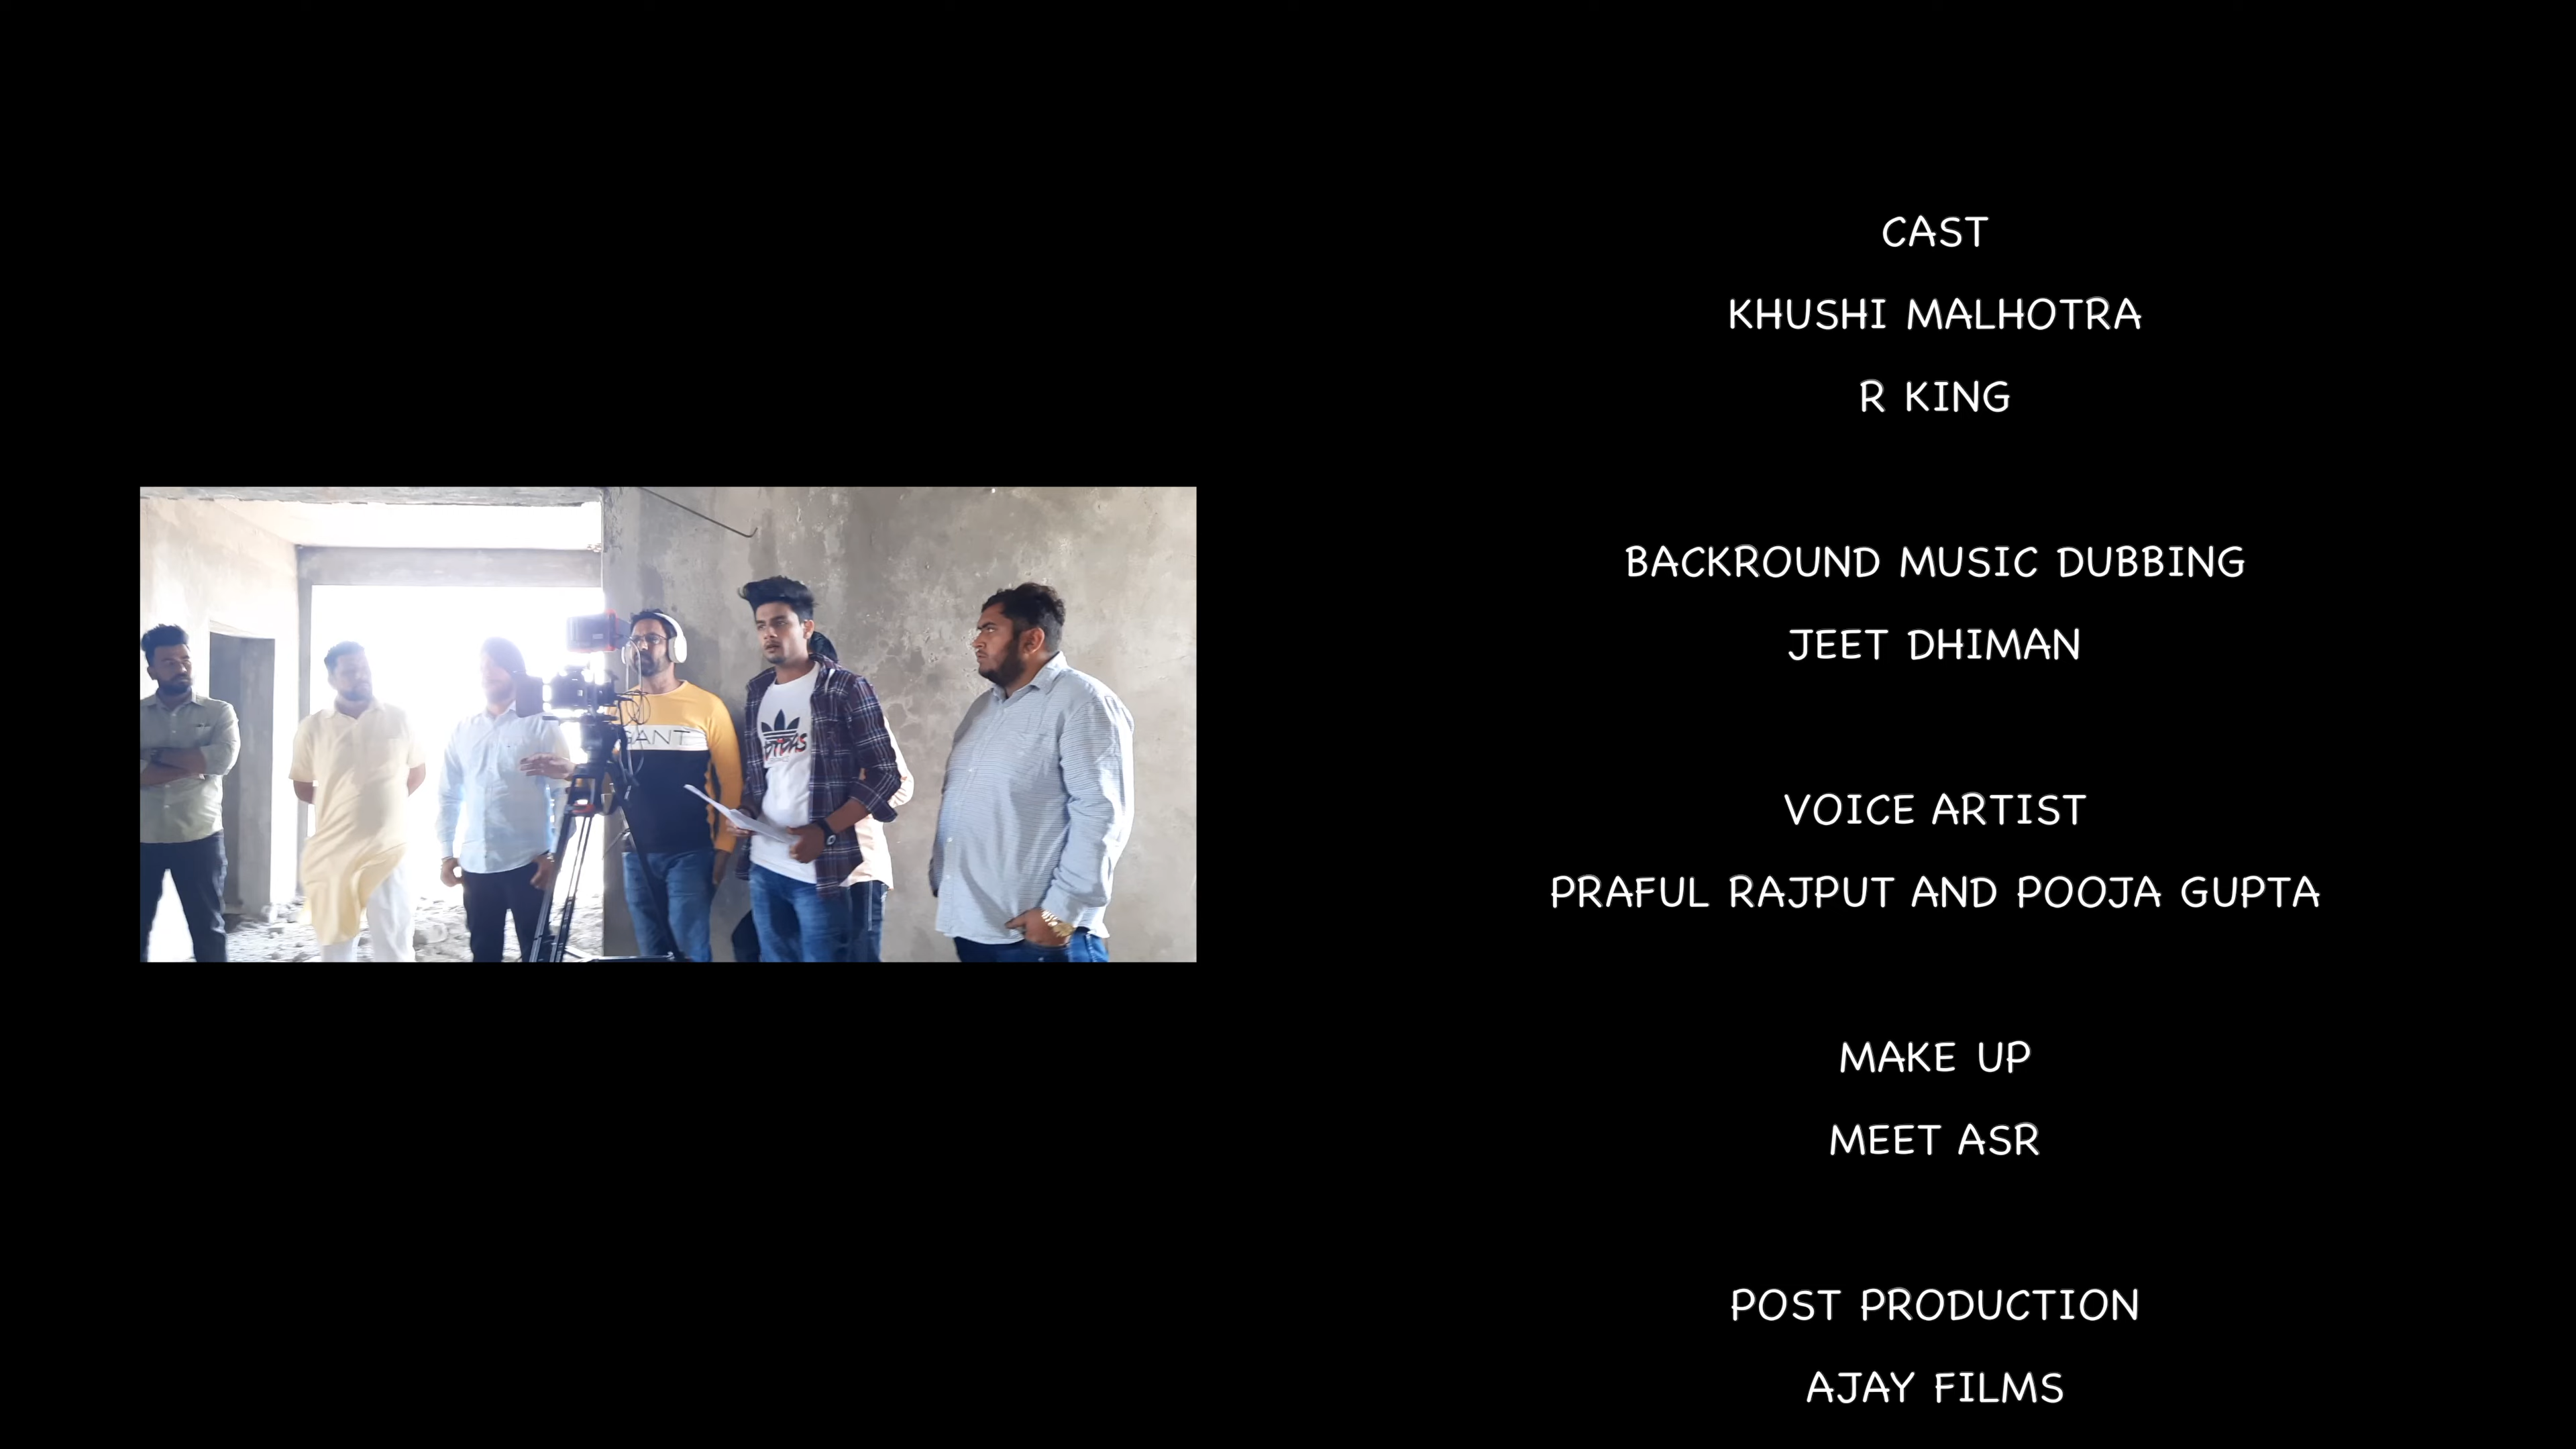 CAST
KHUSHI MALHOTRA
R KING
BACKROUND MUSIC DUBBING
JEET DHIMAN
VOICE ARTIST
PRAFUL RAJPUT AND POOJA GUPTA
MAKE UP
MEET ASR
POST PRODUCTION
AJAY FILMS